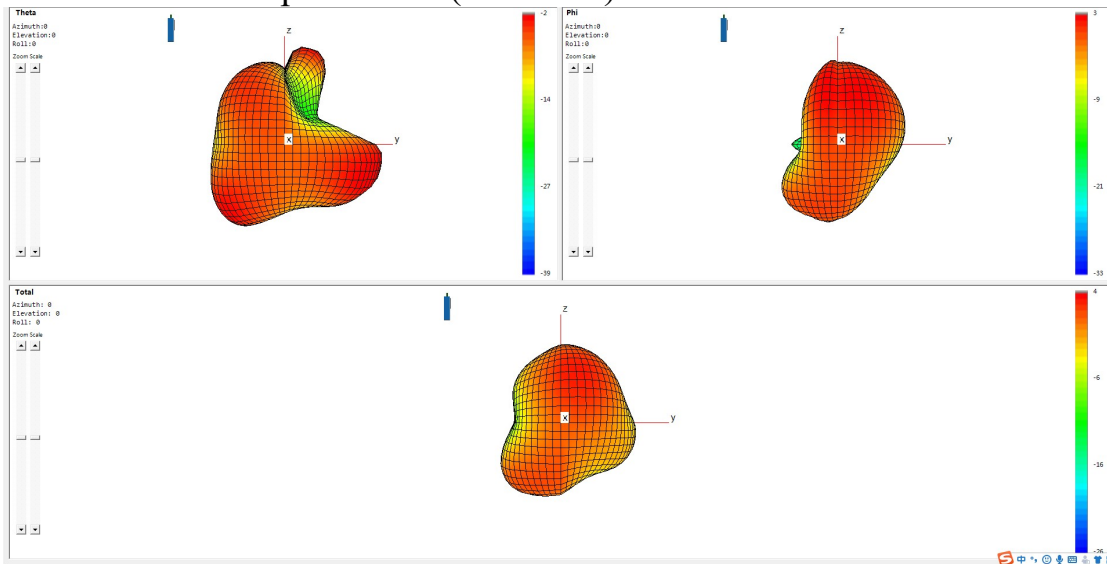 Theta
Azimuth:0
Elevation:0
Roll:0
Zoom Scale
z
x
y
-2
-14
-27
-39
Phi
Azimuth:0
Elevation:0
Roll:0
Zoom Scale
z
x
y
3
-9
-21
-33
Total
Azimuth: 0
Elevation: 0
Roll: 0
Zoom Scale
z
x
y
4
-6
-16
-26
S 中